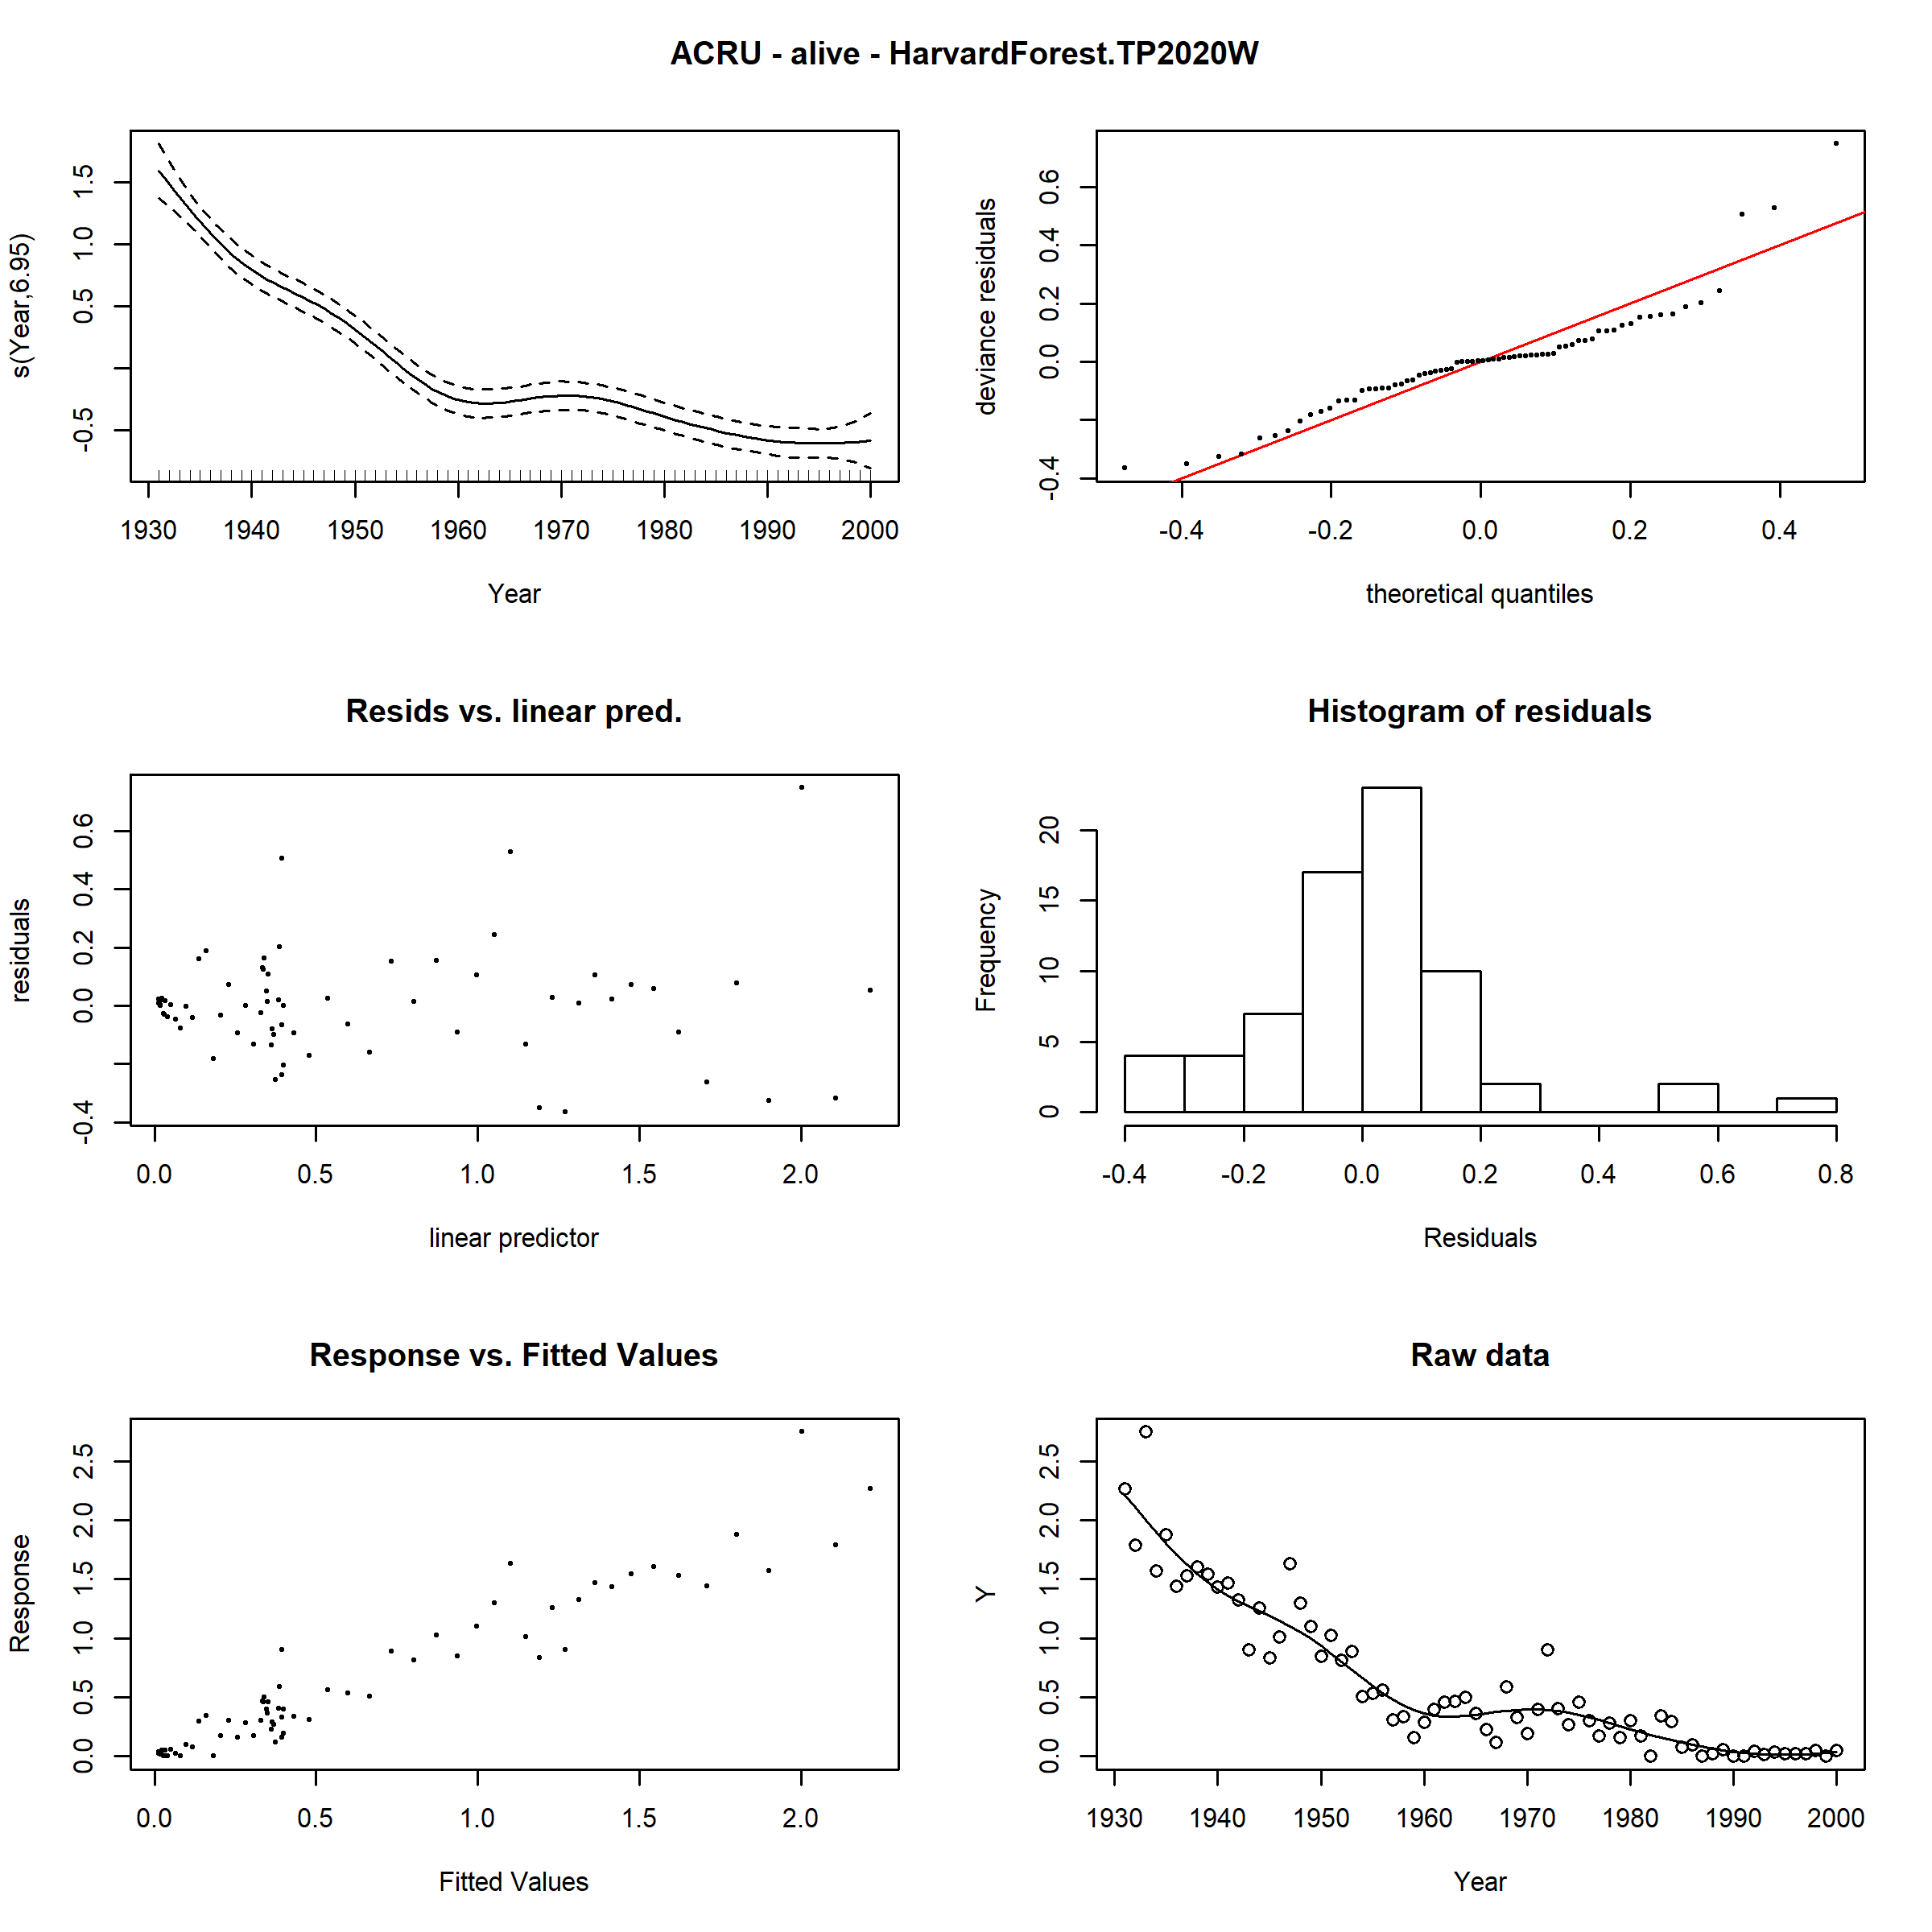 ACRU - alive - HarvardForest.TP2020W
s(Year,6.95)
1.5
1.0
0.5
-0.5
1930 1940 1950 1960 1970 1980 1990 2000
Year
deviance residuals
0.6
0.4
0.2
0.0
-0.4
-0.4 -0.2 0.0 0.2 0.4
theoretical quantiles
Resids vs. linear pred.
residuals
0.6
0.4
0.2
0.0
-0.4
0.0 0.5 1.0 1.5 2.0
linear predictor
Histogram of residuals
Frequency
20
15
10
5
0
-0.4 -0.2 0.0 0.2 0.4 0.6 0.8
Residuals
Response vs. Fitted Values
Response
2.5
2.0
1.5
1.0
0.5
0.0
0.0 0.5 1.0 1.5 2.0
Fitted Values
Raw data
Y
2.5
2.0
1.5
1.0
0.5
0.0
1930 1940 1950 1960 1970 1980 1990 2000
Year